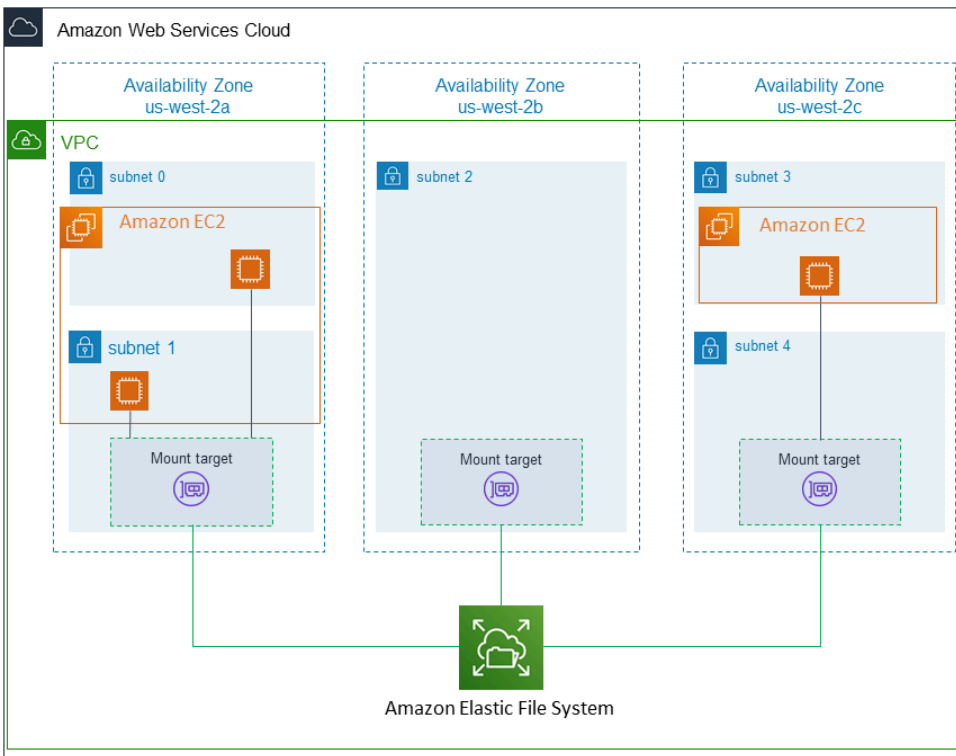 Amazon Web Services Cloud
Availability Zone
us-west-2a
Availability Zone
us-west-2b
Availability Zone
us-west-2c
VPC
subnet 0
subnet 2
subnet 3
Amazon EC2
Amazon EC2
subnet 1
subnet 4
Mount target
Mount target
Mount target
Amazon Elastic File System